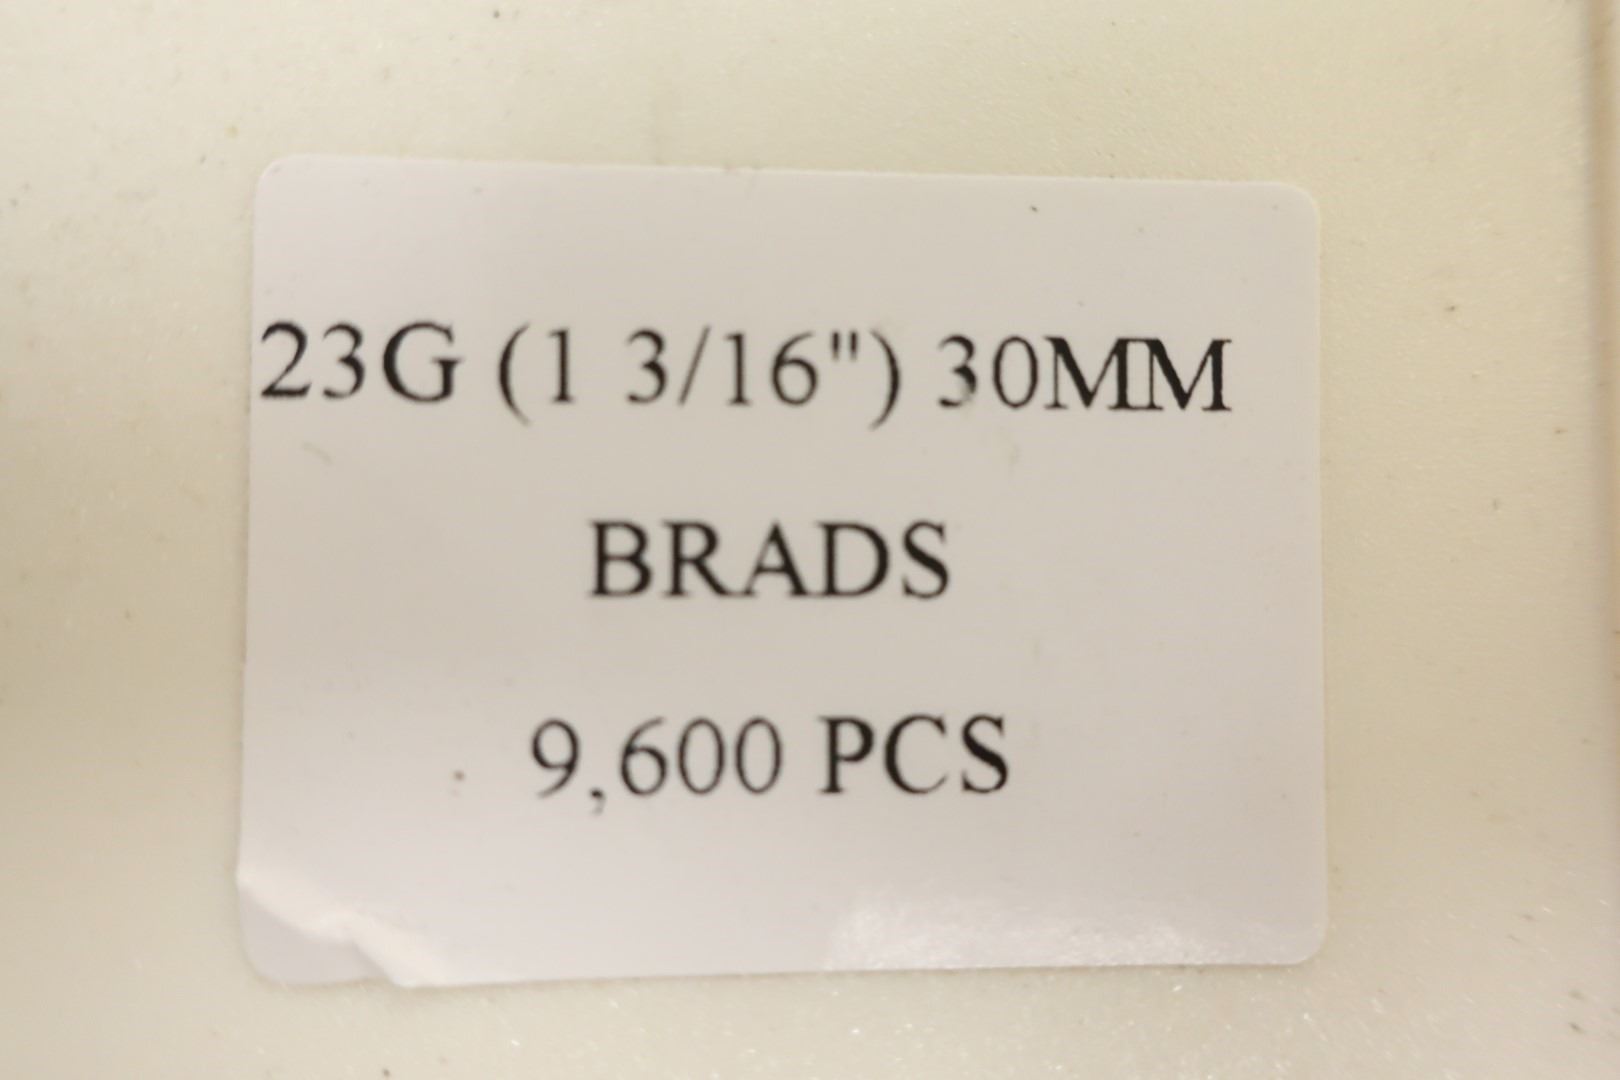 23G (1 3/16") 30MM
BRADS
9,600 PCS